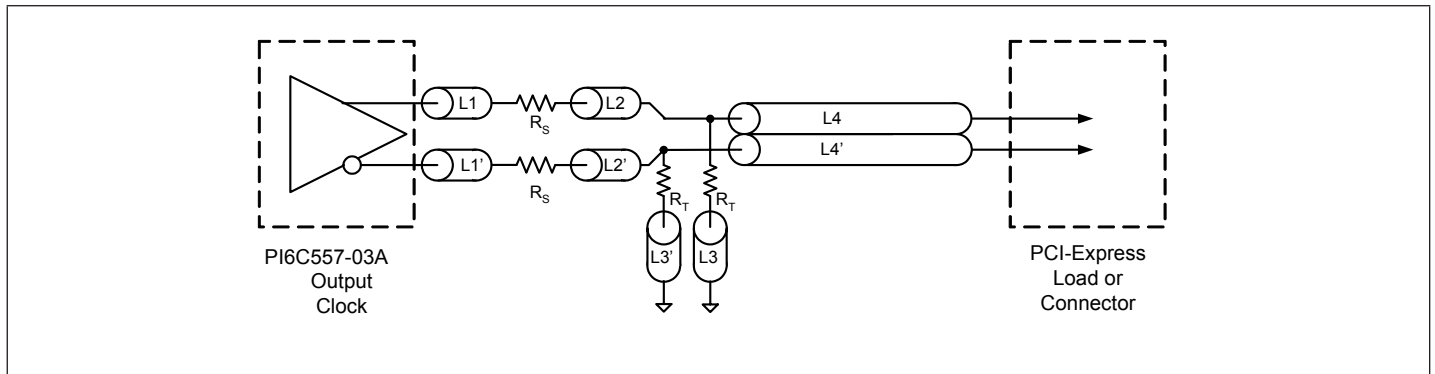 L1
R_S
L2
L4
L1'
R_S
L2'
L4'
R_T
R_T
L3'
L3
PI6C557-03A
Output
Clock
PCI-Express
Load or
Connector